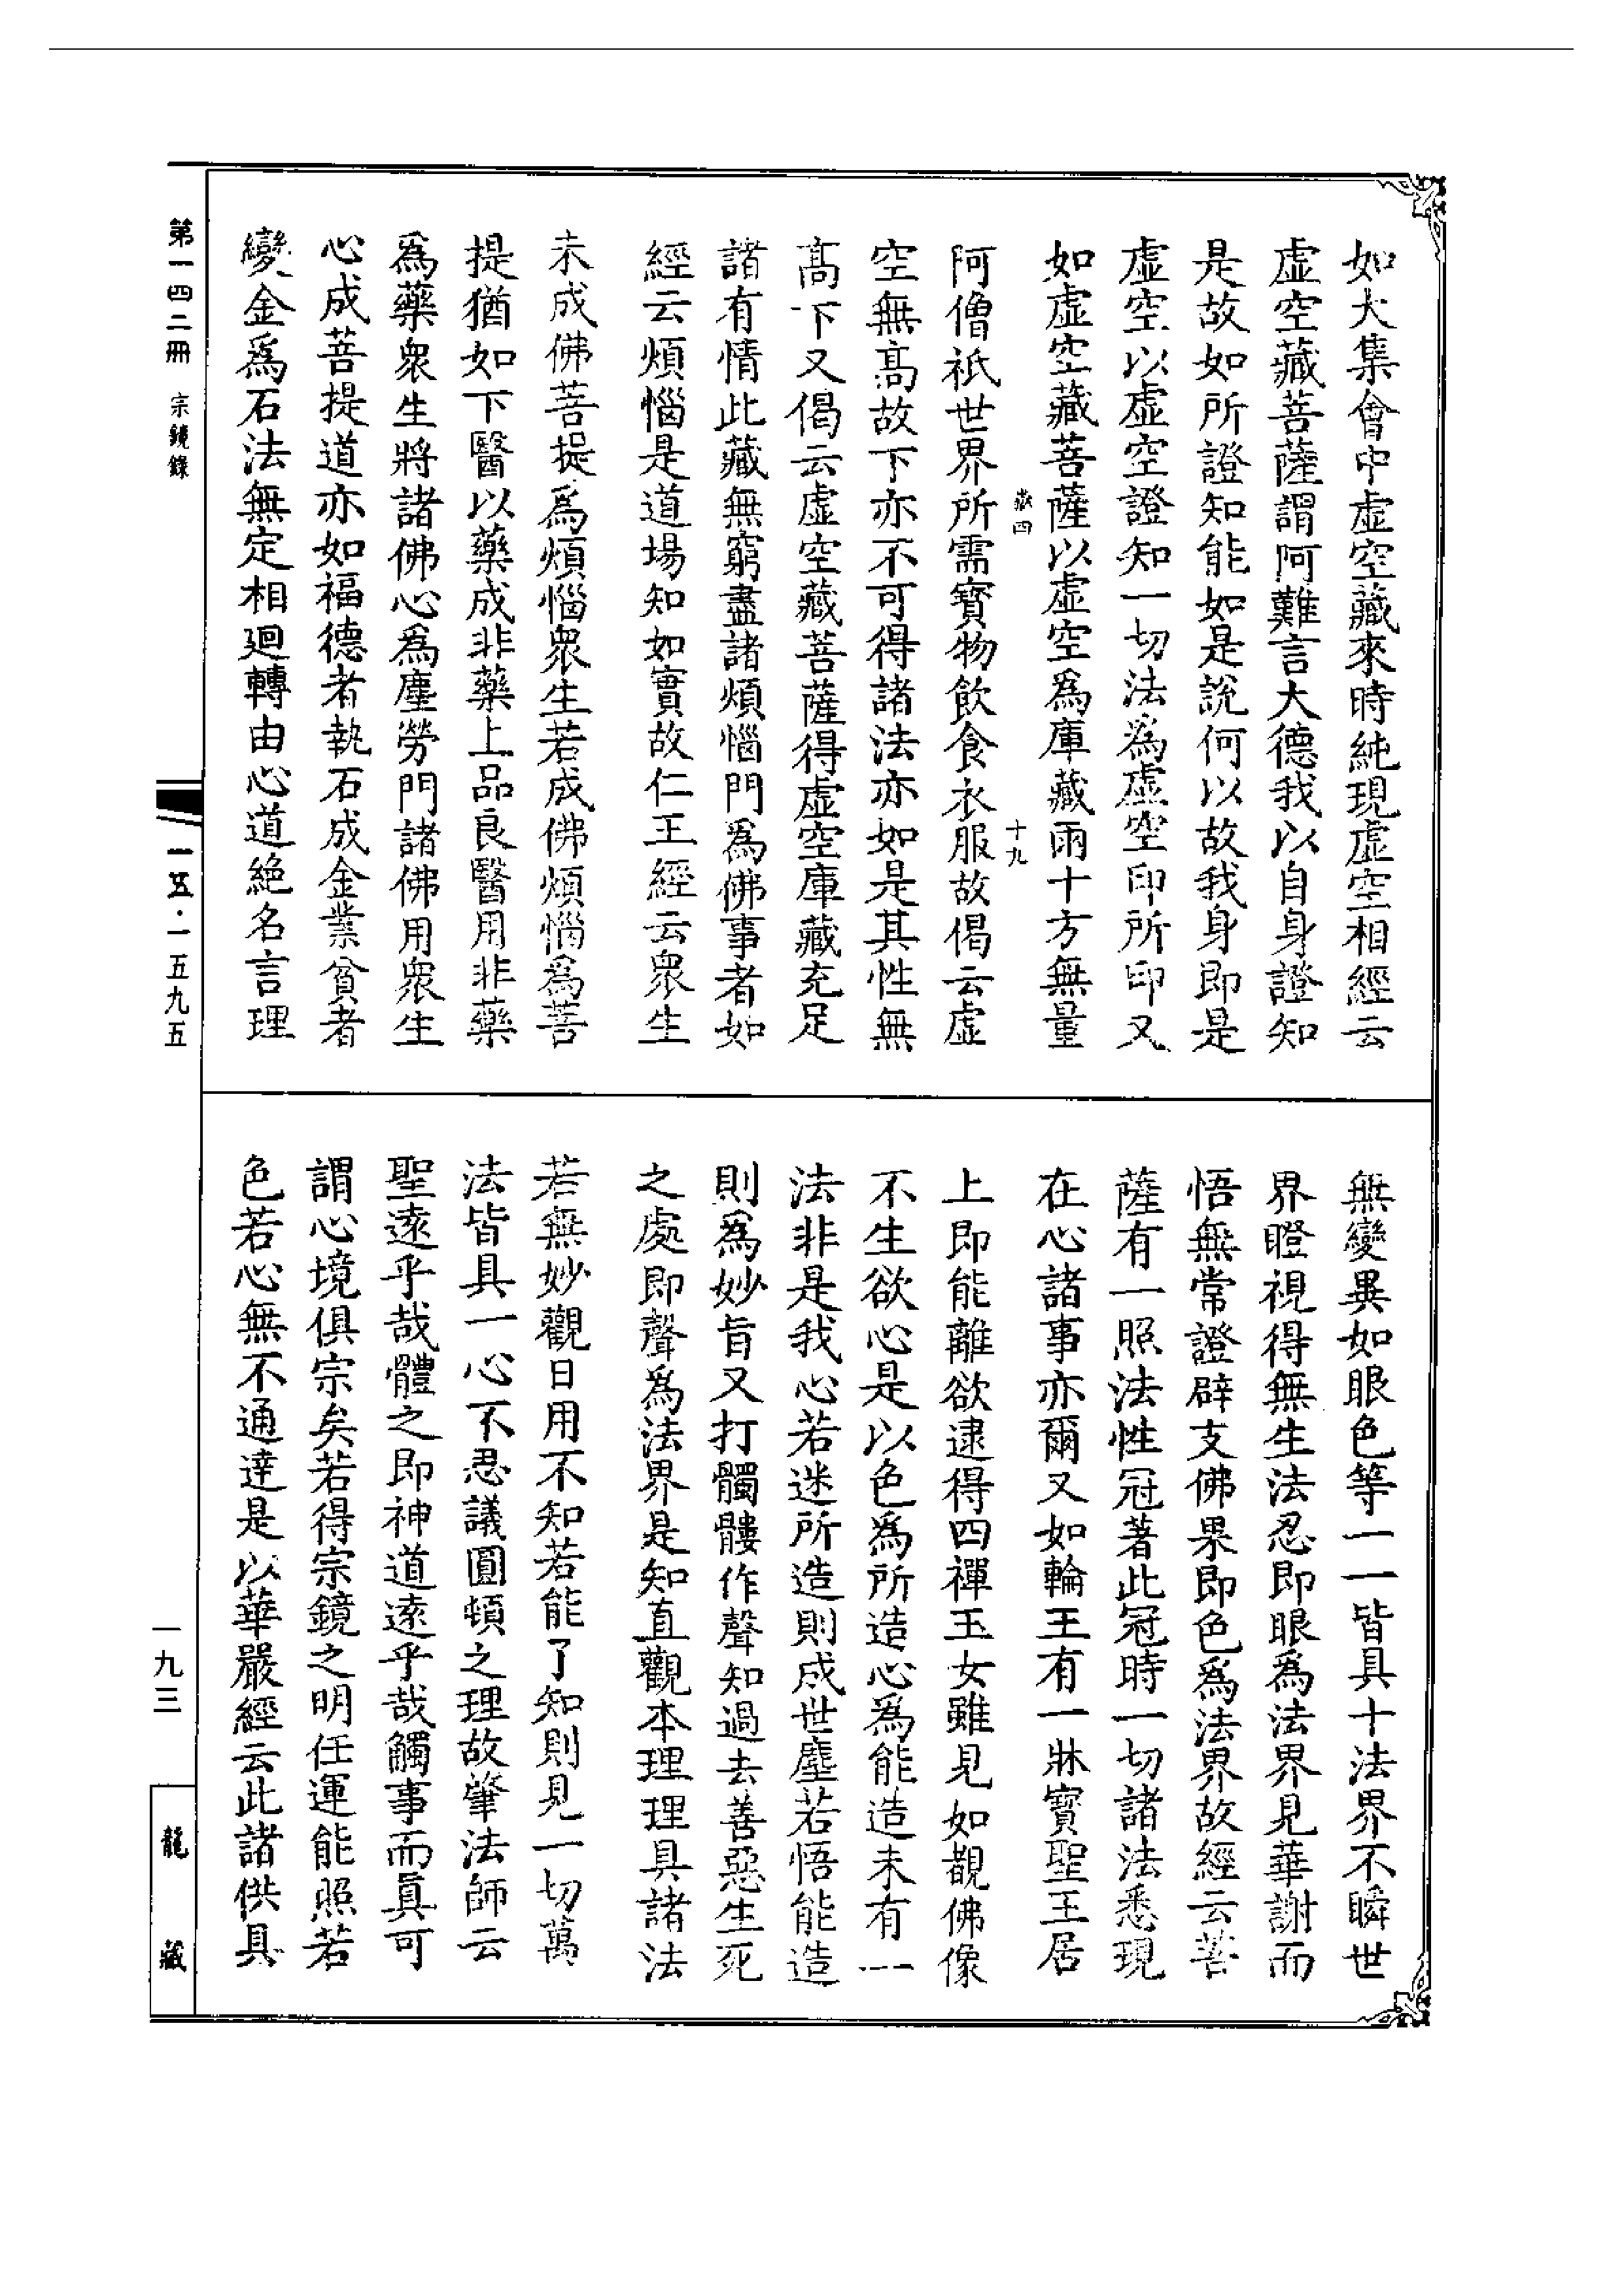 如大集會中虛空藏來時純現虛空相經云
虛空藏菩薩謂阿難言大德我以自身證知
是故如所證知能如是說何以故我身即是
虛空以虛空證知一切法為虛空印所印又
如虛空藏菩薩以虛空為庫藏雨十方無量
嶽四
十九
阿僧祇世界所需寶物飲食衣服故偈云虛
空無高故下亦不可得諸法亦如是其性無
高下又偈云虛空藏菩薩得虛空庫藏充足
諸有情此藏無窮盡諸煩惱門為佛事者如
經云煩惱是道場知如實故仁王經云眾生
未成佛菩提為煩惱眾生若成佛煩惱為菩
提猶如下醫以藥成非藥上品良醫用非藥
為藥眾生將諸佛心為塵勞門諸佛用眾生
心成菩提道亦如福德者執石成金業貧者
變金為石法無定相迴轉由心道絕名言理
無變異如眼色等一一皆具十法界不瞬世
界瞪視得無生法忍即眼為法界見華謝而
悟無常證辟支佛果即色為法界故經云菩
薩有一照法性冠著此冠時一切諸法悉現
在心諸事亦爾又如輪王有一牀寶聖王居
上即能離欲逮得四禪玉女雖見如覩佛像
不生欲心是以色為所造心為能造未有一
法非是我心若迷所造則成世塵若悟能造
則為妙旨又打髑髏作聲知過去善惡生死
之處即聲為法界是知直觀本理理具諸法
若無妙觀日用不知若能了知則見一切萬
法皆具一心不思議圓頓之理故肇法師云
聖遠乎哉體之即神道遠乎哉觸事而真可
謂心境俱宗矣若得宗鏡之明任運能照若
色若心無不通達是以華嚴經云此諸供具
第一四二冊 宗鏡錄
一五·一五九五
一九三
龍藏